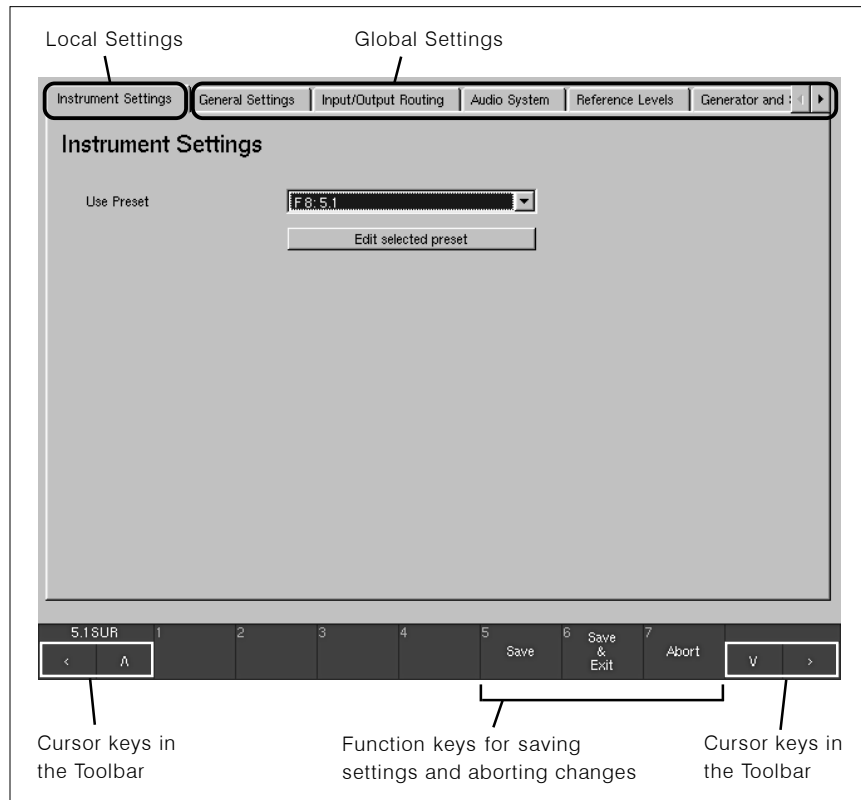 Local Settings Global Settings
Instrument Settings General Settings Input/Output Routing Audio System Reference Levels Generator and
Instrument Settings
Use Preset F 8: 5.1
Edit selected preset
5.1SUR 1 2 3 4 5 6 7
< Λ Save Save & Exit Abort V >
Cursor keys in the Toolbar
Function keys for saving settings and aborting changes
Cursor keys in the Toolbar